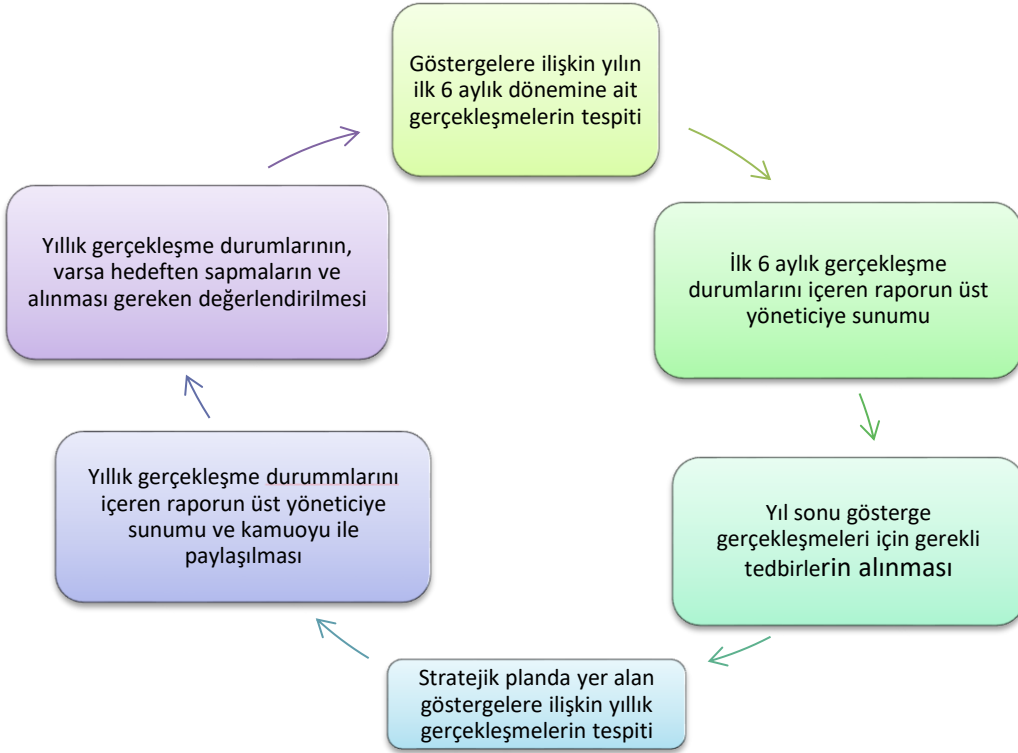 Göstergelere ilişkin yılın
ilk 6 aylık dönemine ait
gerçekleşmelerin tespiti
İlk 6 aylık gerçekleşme
durumlarını içeren raporun üst
yöneticiye sunumu
Yıl sonu gösterge
gerçekleşmeleri için gerekli
tedbirlerin alınması
Stratejik planda yer alan
göstergelere ilişkin yıllık
gerçekleşmelerin tespiti
Yıllık gerçekleşme durummlarını
içeren raporun üst yöneticiye
sunumu ve kamuoyu ile
paylaşılması
Yıllık gerçekleşme durumlarının,
varsa hedeften sapmaların ve
alınması gereken değerlendirilmesi